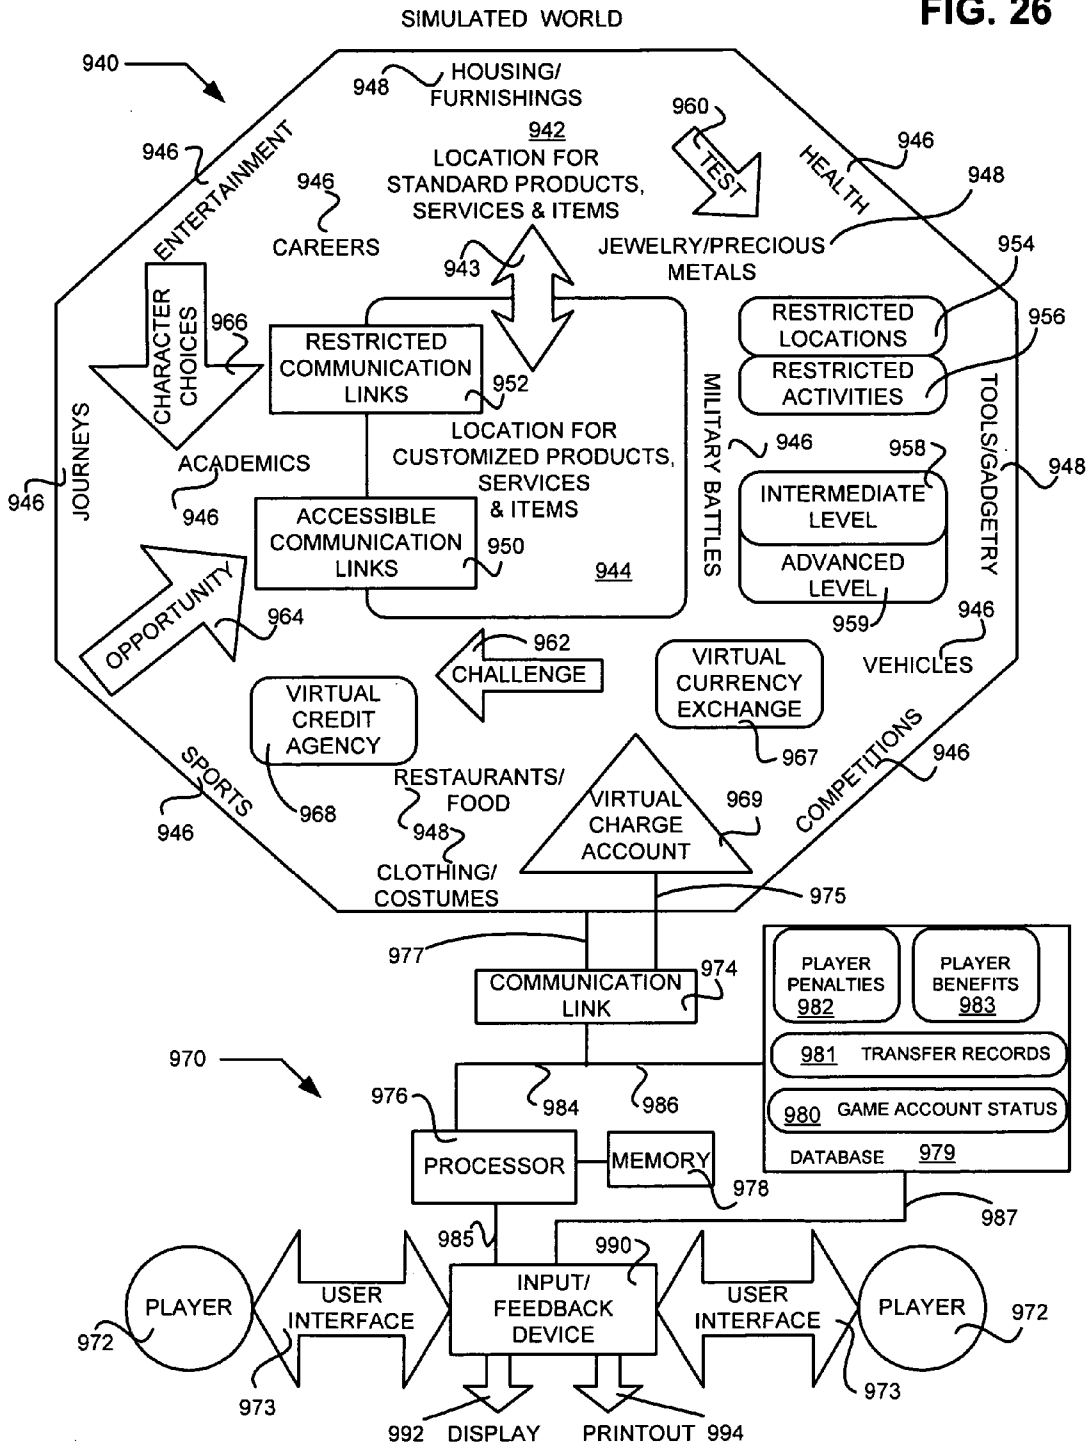 FIG. 26
SIMULATED WORLD
940
948
HOUSING/
FURNISHINGS
960
942
LOCATION FOR
STANDARD PRODUCTS,
SERVICES & ITEMS
946
ENTERTAINMENT
946
CAREERS
TEST
HEALTH
946
948
943
JEWELRY/PRECIOUS
METALS
954
RESTRICTED
LOCATIONS
956
RESTRICTED
ACTIVITIES
CHARACTER
CHOICES
966
RESTRICTED
COMMUNICATION
LINKS
952
LOCATION FOR
CUSTOMIZED PRODUCTS,
SERVICES
& ITEMS
MILITARY BATTLES
946
TOOLS/GADGETRY
948
JOURNEYS
946
ACADEMICS
946
958
INTERMEDIATE
LEVEL
ADVANCED
LEVEL
959
ACCESSIBLE
COMMUNICATION
LINKS
950
944
OPPORTUNITY
964
962
CHALLENGE
VIRTUAL
CURRENCY
EXCHANGE
967
946
VEHICLES
VIRTUAL
CREDIT
AGENCY
968
SPORTS
946
COMPETITIONS
946
RESTAURANTS/
FOOD
948
CLOTHING/
COSTUMES
VIRTUAL
CHARGE
ACCOUNT
969
975
977
COMMUNICATION
LINK
974
PLAYER
PENALTIES
982
PLAYER
BENEFITS
983
981 TRANSFER RECORDS
980 GAME ACCOUNT STATUS
DATABASE 979
970
984
986
976
PROCESSOR
MEMORY
978
987
985
990
PLAYER
972
USER
INTERFACE
973
INPUT/
FEEDBACK
DEVICE
USER
INTERFACE
973
PLAYER
972
992 DISPLAY
PRINTOUT 994